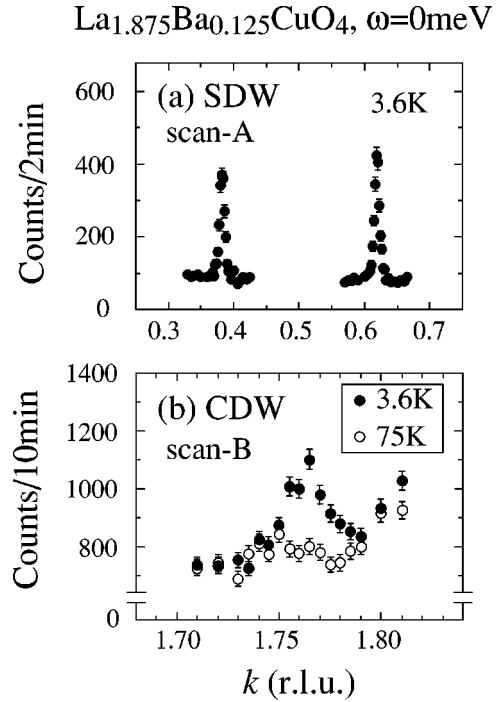 La1.875Ba0.125CuO4, ω=0meV
600
400
200
0
Counts/2min
(a) SDW
3.6K
scan-A
0.3 0.4 0.5 0.6 0.7
1400
1200
1000
800
0
Counts/10min
(b) CDW
scan-B
3.6K
75K
1.70 1.75 1.80
k (r.l.u.)